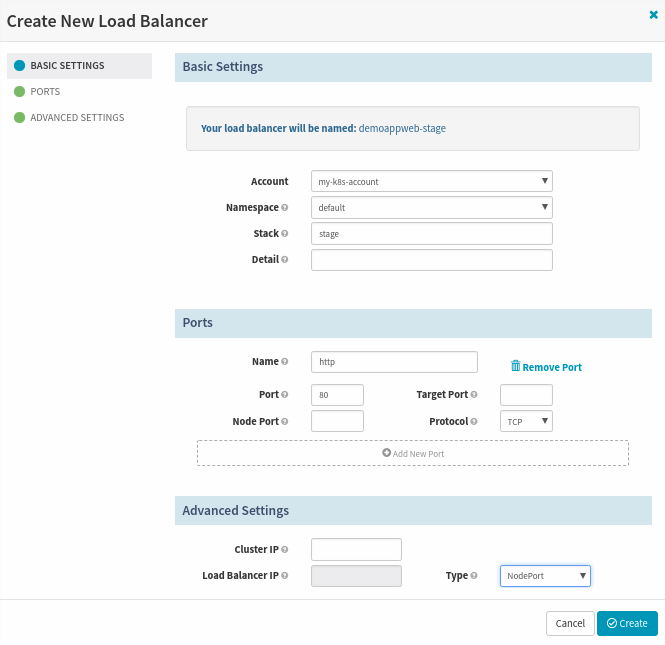 Create New Load Balancer
BASIC SETTINGS
PORTS
ADVANCED SETTINGS
Basic Settings
Your load balancer will be named: demoappweb-stage
Account my-k8s-account
Namespace default
Stack stage
Detail
Ports
Name http Remove Port
Port 80 Target Port
Node Port Protocol TCP
Add New Port
Advanced Settings
Cluster IP
Load Balancer IP Type NodePort
Cancel Create